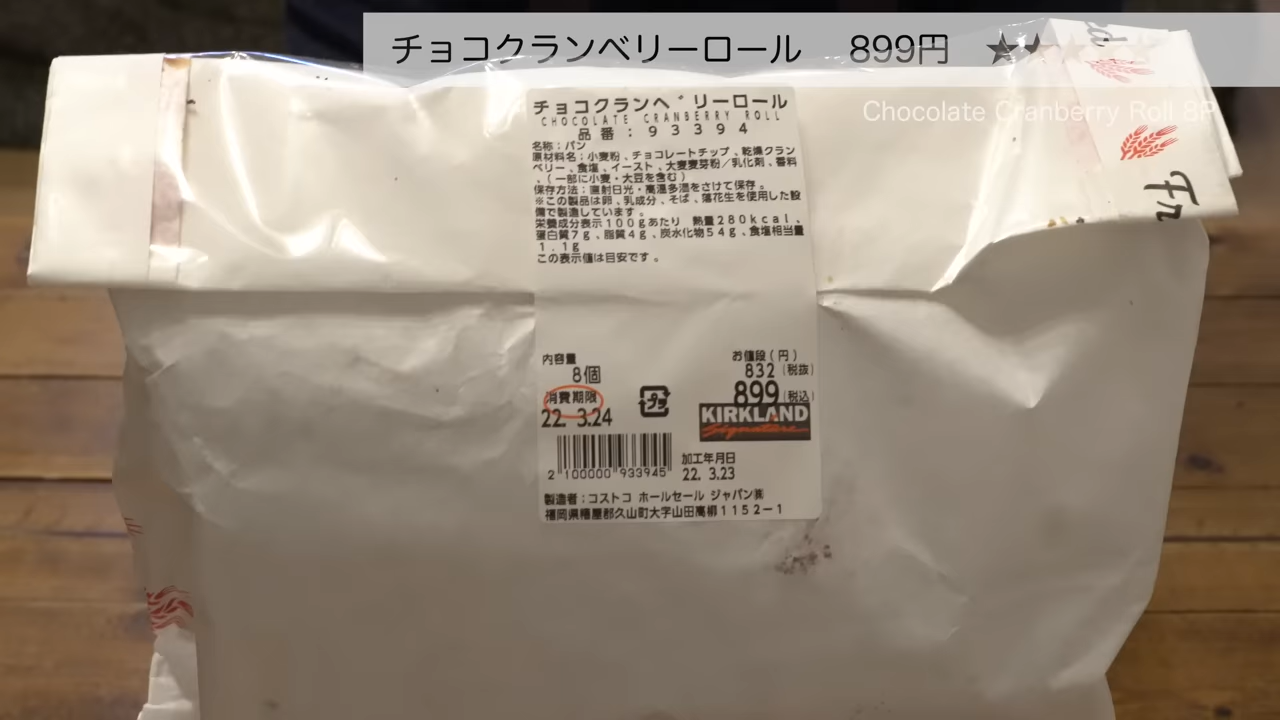 チョコクランベリーロール 899円 ★★★★★
Chocolate Cranberry Roll 8P
Fr
チョコクランベリーロール
CHOCOLATE CRANBERRY ROLL
品番:93394
名称:パン
原材料名:小麦粉、チョコレートチップ、乾燥クラン
ベリー、食塩、イースト、大麦麦芽粉/乳化剤、香料
、(一部に小麦・大豆を含む)
保存方法:直射日光・高温多湿をさけて保存。
※この製品は卵、乳成分、そば、落花生を使用した設
備で製造しています。
栄養成分表示100gあたり 熱量280kcal、
蛋白質7g、脂質4g、炭水化物54g、食塩相当量
1.1g
この表示値は目安です。
内容量
8個
お値段(円)
832(税抜)
899(税込)
消費期限
22. 3.24
プラ
KIRKLAND
Signature
2 100000 933945
加工年月日
22. 3.23
製造者:コストコ ホールセール ジャパン㈱
福岡県糟屋郡久山町大字山田高柳1152-1